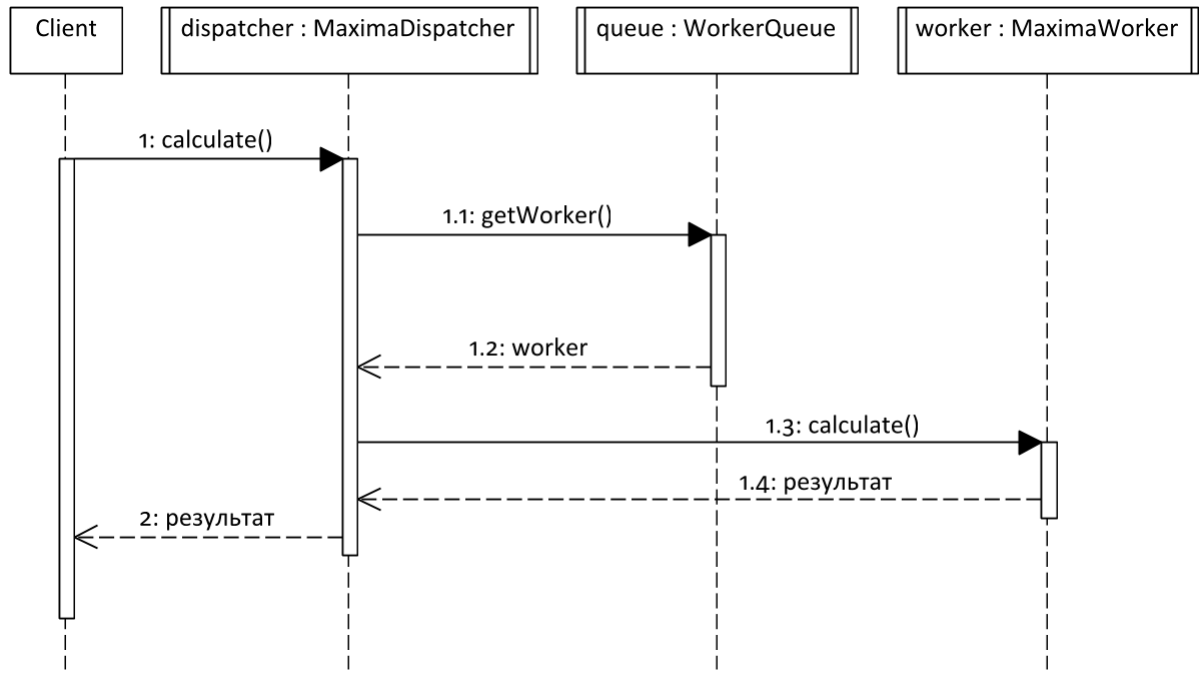 Client
dispatcher : MaximaDispatcher
queue : WorkerQueue
worker : MaximaWorker
1: calculate()
1.1: getWorker()
1.2: worker
1.3: calculate()
1.4: результат
2: результат